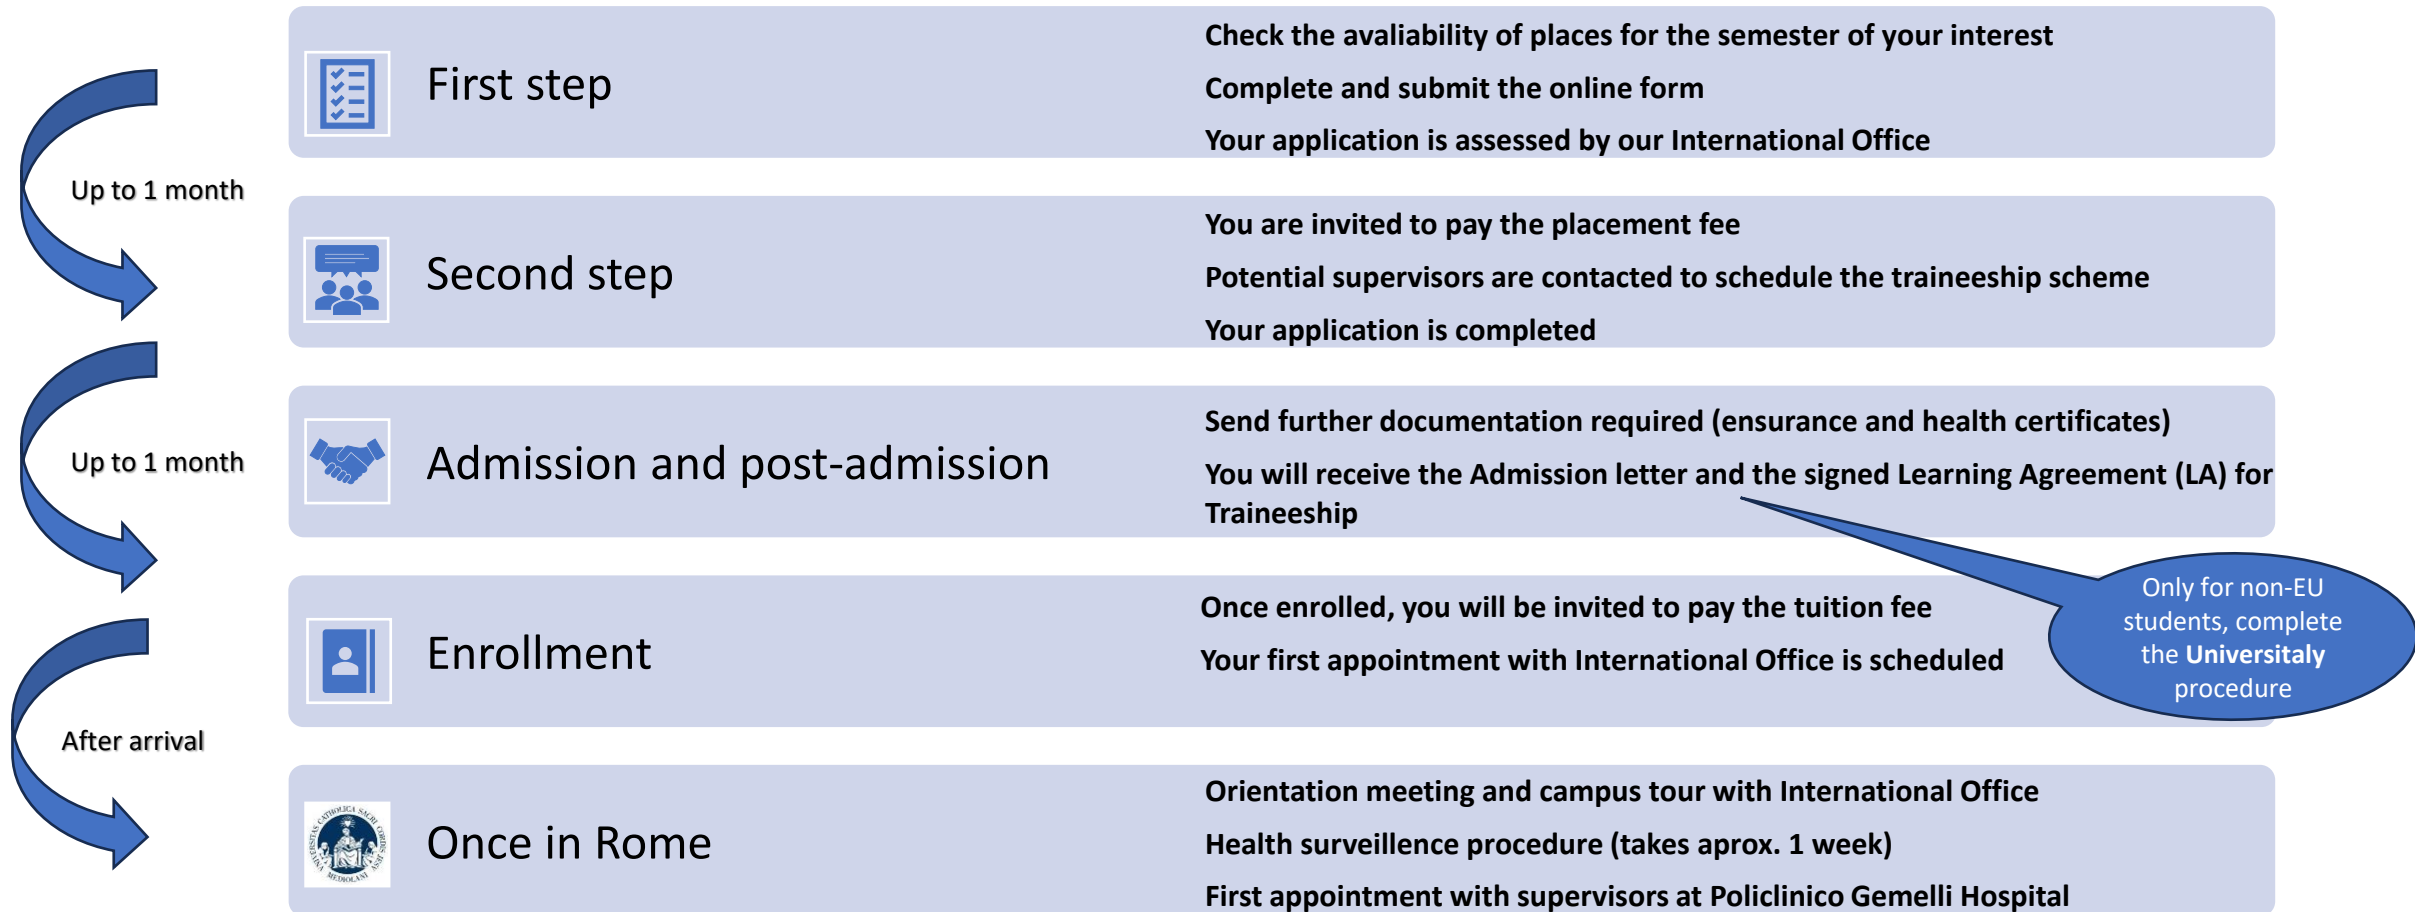 First step
Check the avaliability of places for the semester of your interest
Complete and submit the online form
Your application is assessed by our International Office
Up to 1 month
Second step
You are invited to pay the placement fee
Potential supervisors are contacted to schedule the traineeship scheme
Your application is completed
Up to 1 month
Admission and post-admission
Send further documentation required (ensurance and health certificates)
You will receive the Admission letter and the signed Learning Agreement (LA) for
Traineeship
Only for non-EU
students, complete
the Universitaly
procedure
Enrollment
Once enrolled, you will be invited to pay the tuition fee
Your first appointment with International Office is scheduled
After arrival
Once in Rome
Orientation meeting and campus tour with International Office
Health surveillence procedure (takes aprox. 1 week)
First appointment with supervisors at Policlinico Gemelli Hospital